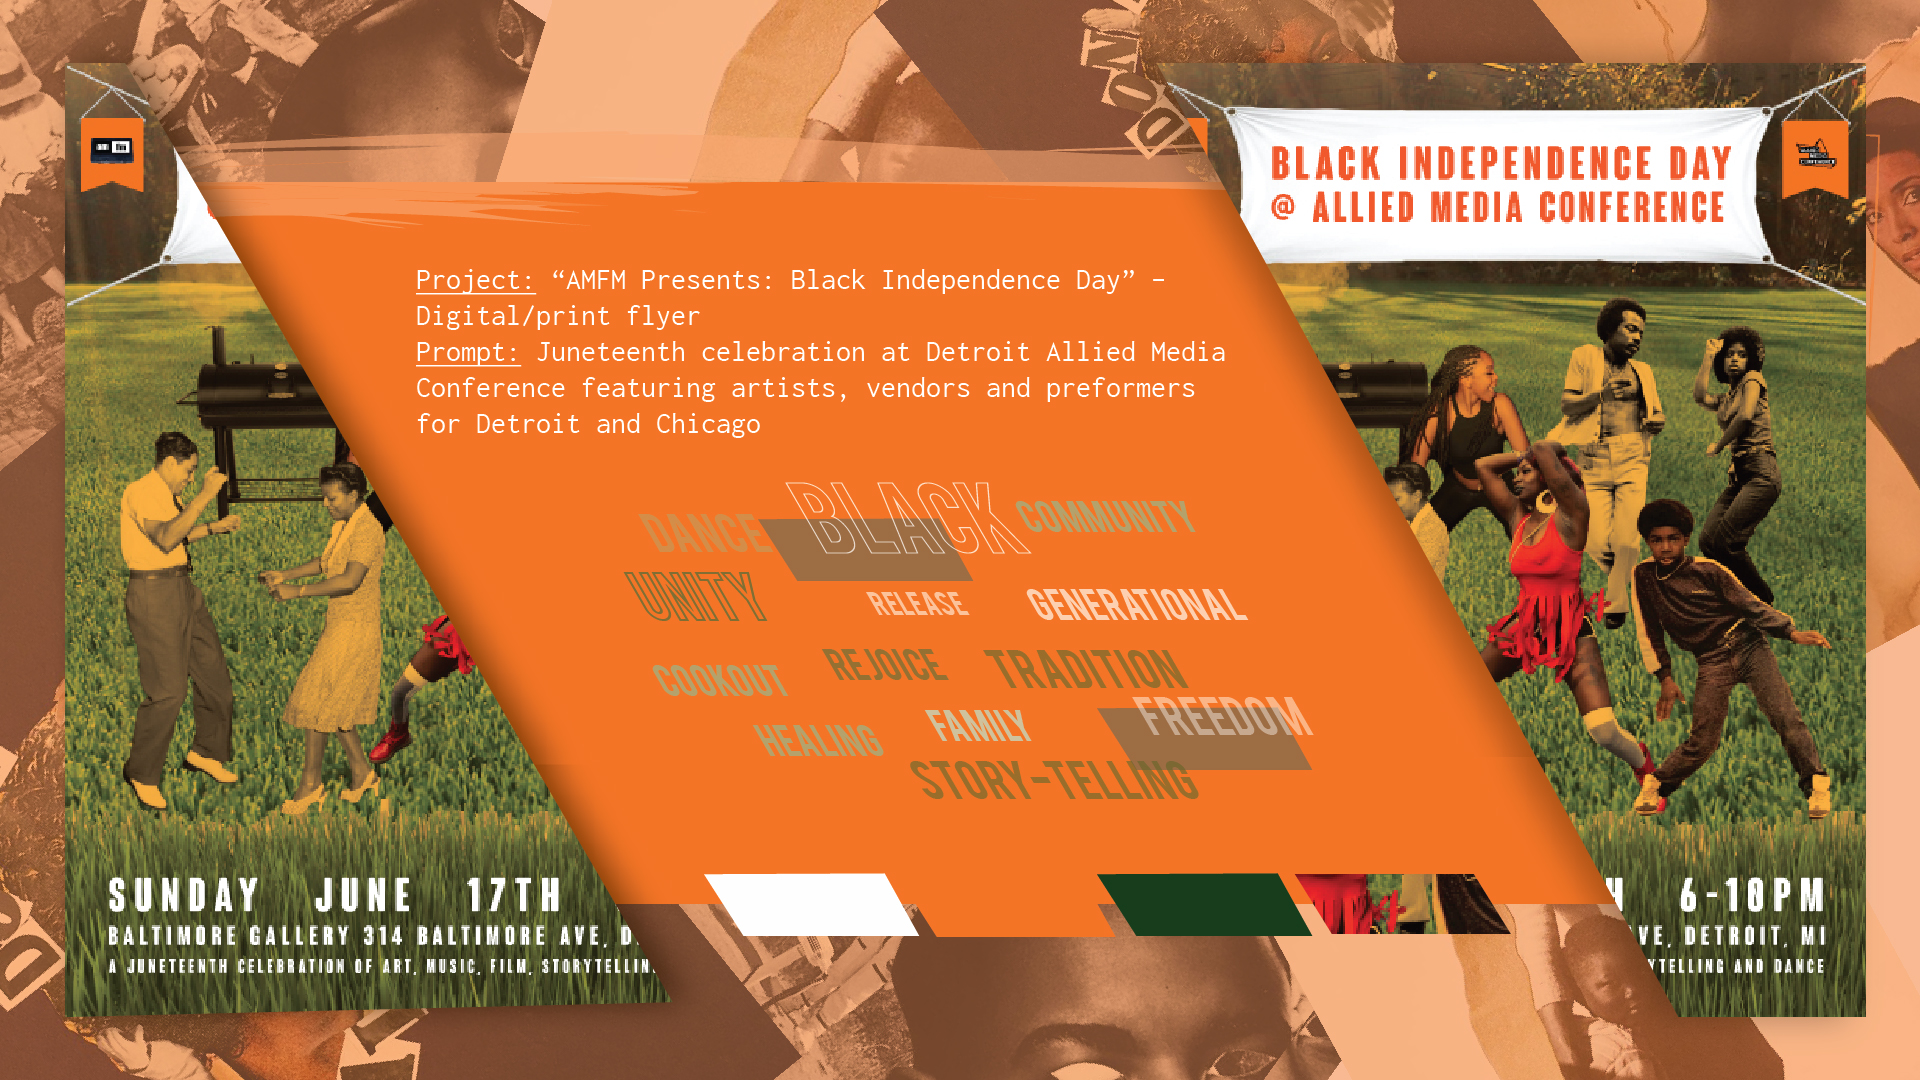 BLACK INDEPENDENCE DAY
@ ALLIED MEDIA CONFERENCE
am fm
Project: “AMFM Presents: Black Independence Day” –
Digital/print flyer
Prompt: Juneteenth celebration at Detroit Allied Media
Conference featuring artists, vendors and preformers
for Detroit and Chicago
BLACK
DANCE
COMMUNITY
UNITY
RELEASE
GENERATIONAL
COOKOUT
REJOICE
TRADITION
HEALING
FAMILY
FREEDOM
STORY-TELLING
SUNDAY JUNE 17TH
BALTIMORE GALLERY 314 BALTIMORE AVE, D
A JUNETEENTH CELEBRATION OF ART, MUSIC, FILM, STORYTELLIN
H 6-10PM
VE, DETROIT, MI
YTELLING AND DANCE